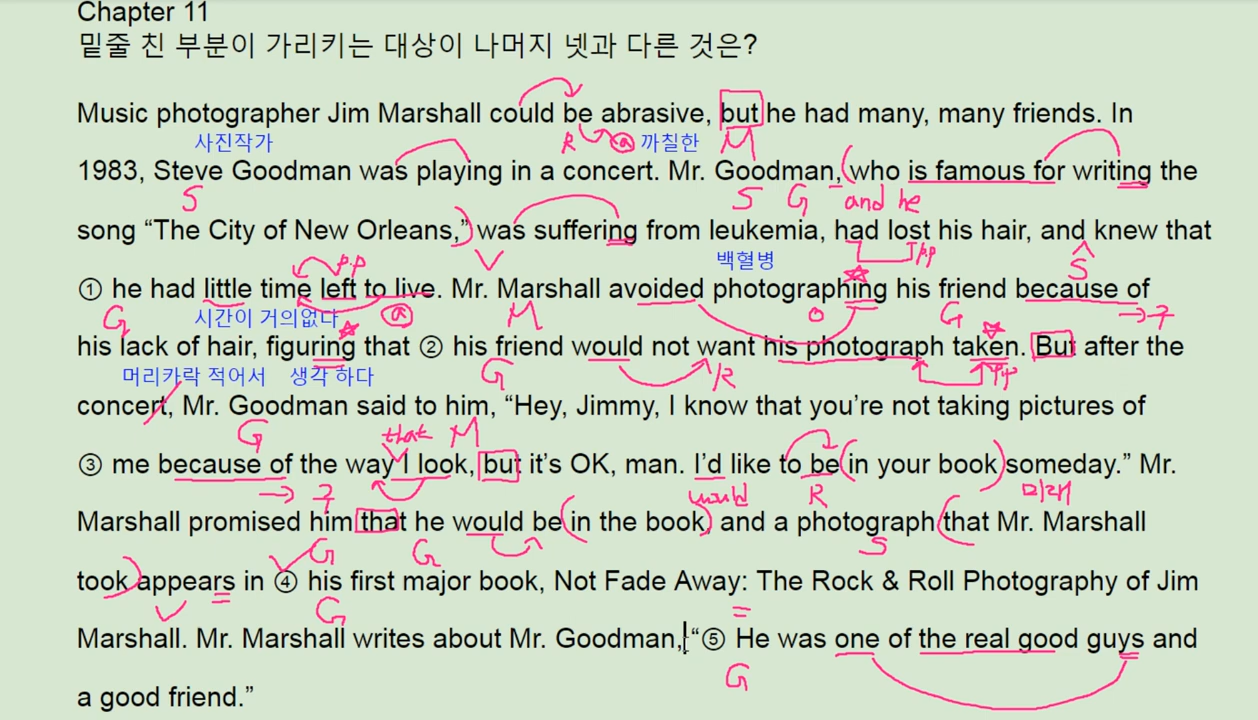 Chapter 11
밑줄 친 부분이 가리키는 대상이 나머지 넷과 다른 것은?
Music photographer Jim Marshall could be abrasive, but he had many, many friends. In
사진작가 R ⓐ 까칠한 M
1983, Steve Goodman was playing in a concert. Mr. Goodman, (who is famous for writing the
S S G and he
song “The City of New Orleans,”) was suffering from leukemia, had lost his hair, and knew that
V 백혈병 p.p S
① he had little time left to live. Mr. Marshall avoided photographing his friend because of
G 시간이 거의없다 ⓐ M o G → 구
his lack of hair, figuring that ② his friend would not want his photograph taken. But after the
머리카락 적어서 생각 하다 G R p.p
concert, Mr. Goodman said to him, “Hey, Jimmy, I know that you’re not taking pictures of
G that M
③ me because of the way I look, but it’s OK, man. I’d like to be (in your book) someday.” Mr.
→ 구 would R 미래
Marshall promised him that he would be (in the book) and a photograph (that Mr. Marshall
G G S
took) appears in ④ his first major book, Not Fade Away: The Rock & Roll Photography of Jim
V G =
Marshall. Mr. Marshall writes about Mr. Goodman, “⑤ He was one of the real good guys and
G
a good friend.”